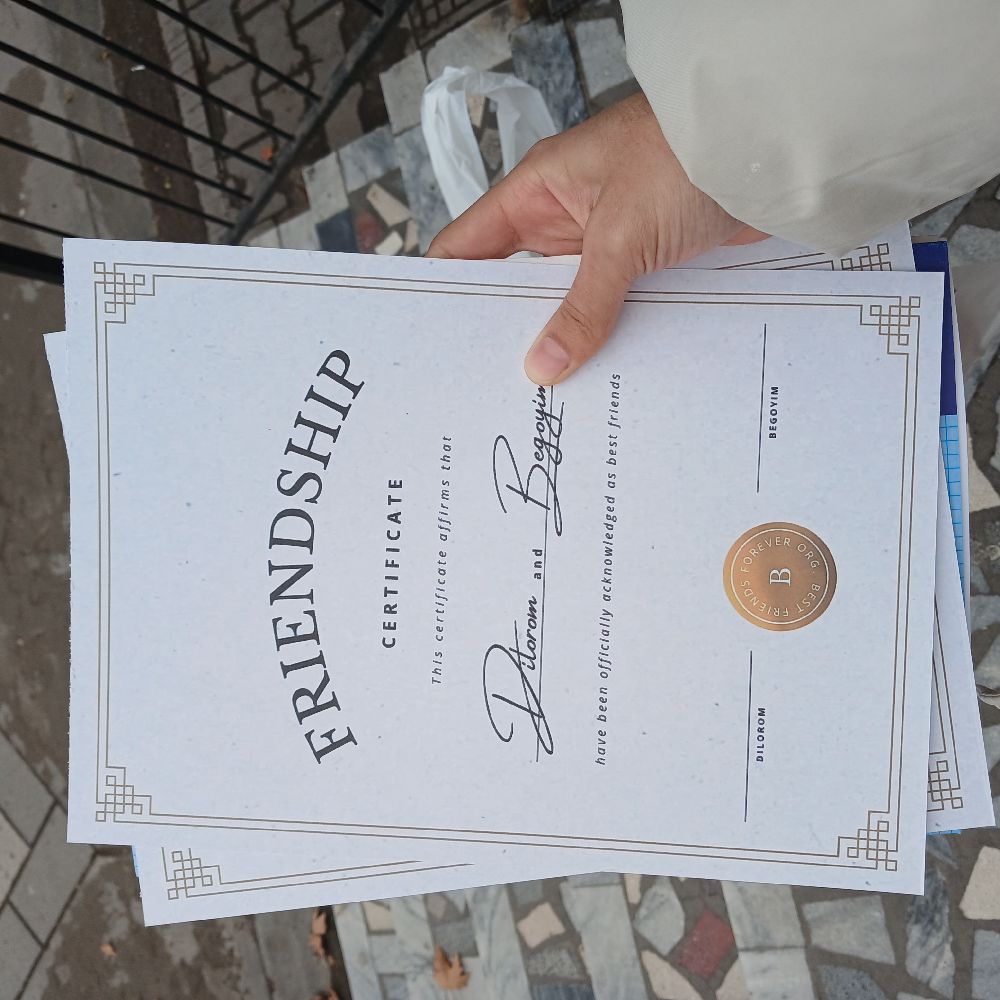 FRIENDSHIP
CERTIFICATE
This certificate affirms that
Dilorom and Begoyim
have been officially acknowledged as best friends
DILOROM
BEST FRIENDS FOREVER ORG.
B
BEGOYIM